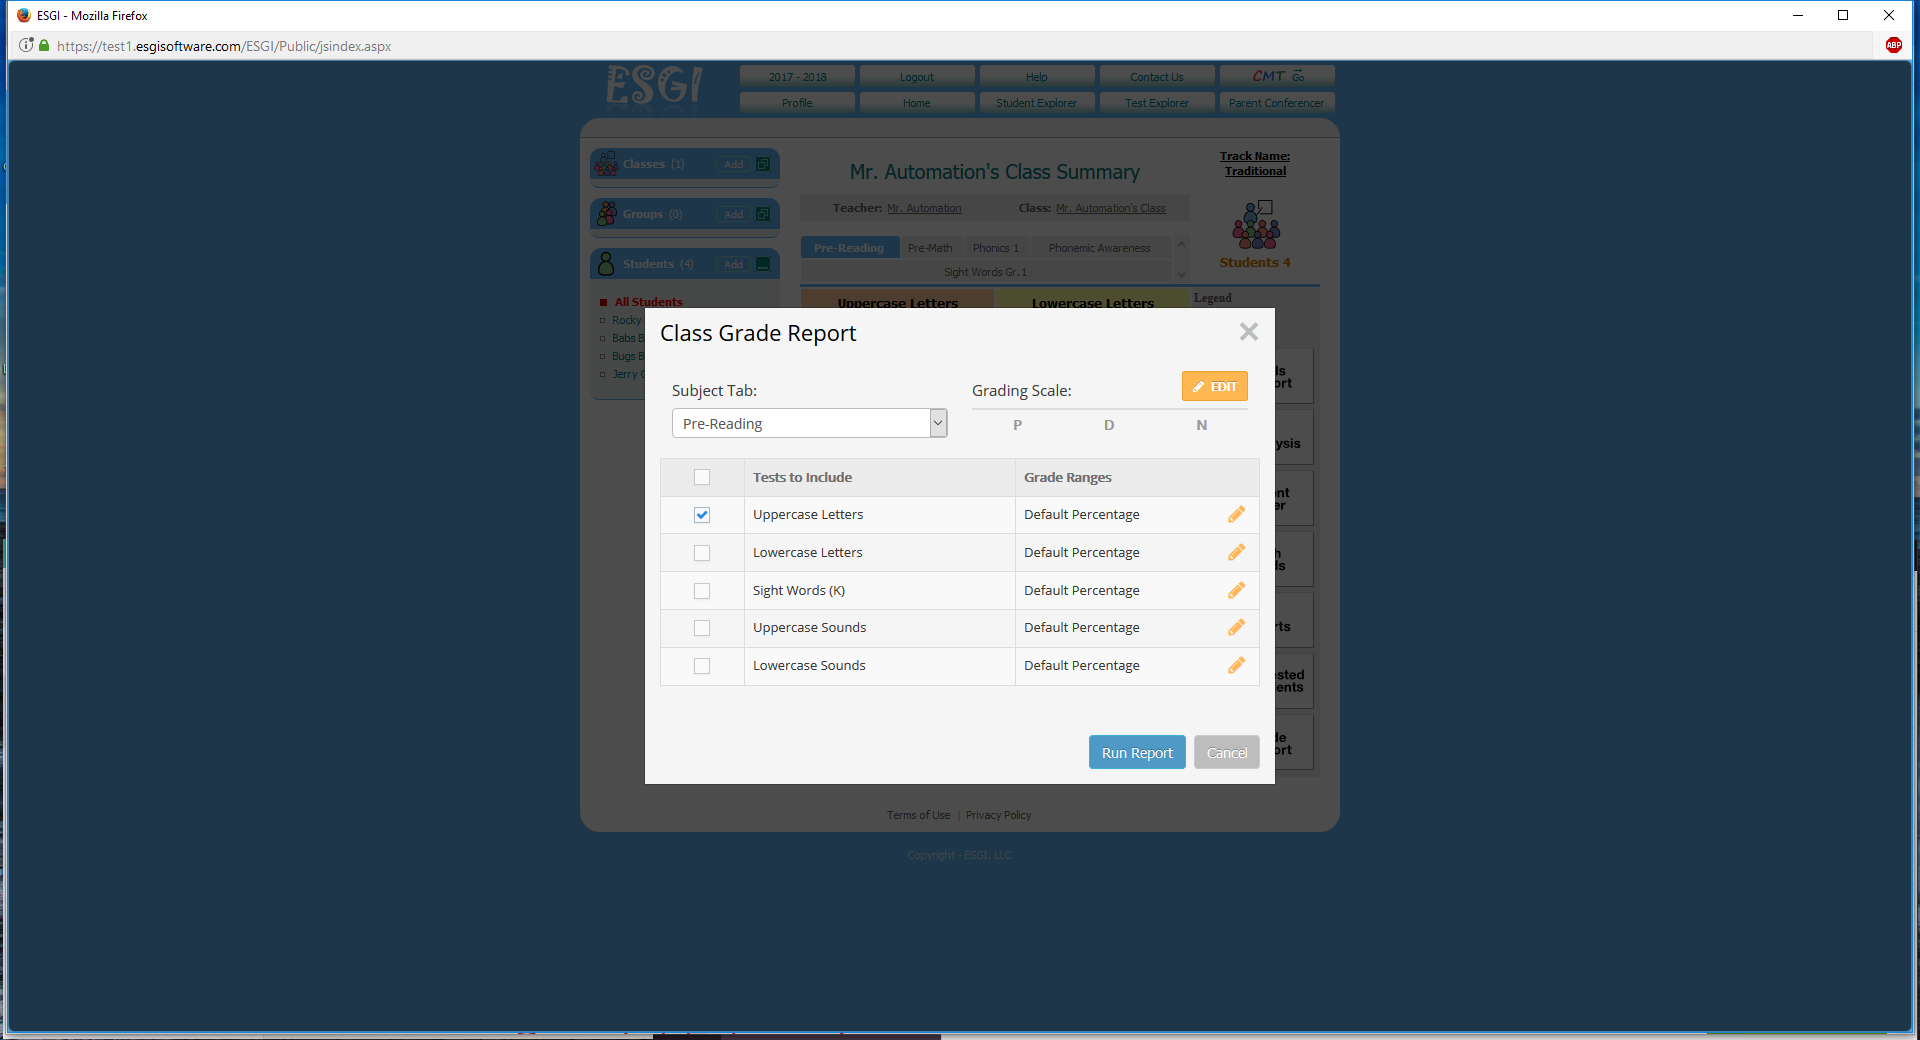 ESGI - Mozilla Firefox
https://test1.esgisoftware.com/ESGI/Public/jsindex.aspx
ABP
ESGI
2017 - 2018 Logout Help Contact Us CMT Go
Profile Home Student Explorer Test Explorer Parent Conferencer
Classes (1) Add
Groups (0) Add
Students (4) Add
All Students
Rocky
Babs B
Bugs B
Jerry
Mr. Automation's Class Summary
Teacher: Mr. Automation Class: Mr. Automation's Class
Pre-Reading Pre-Math Phonics 1 Phonemic Awareness
Sight Words Gr.1
Uppercase Letters Lowercase Letters Legend
Track Name:
Traditional
Students 4
Class Grade Report
Subject Tab:
Pre-Reading
Grading Scale: EDIT
P D N
Tests to Include Grade Ranges
Uppercase Letters Default Percentage
Lowercase Letters Default Percentage
Sight Words (K) Default Percentage
Uppercase Sounds Default Percentage
Lowercase Sounds Default Percentage
Run Report Cancel
Terms of Use | Privacy Policy
Copyright - ESGI, LLC